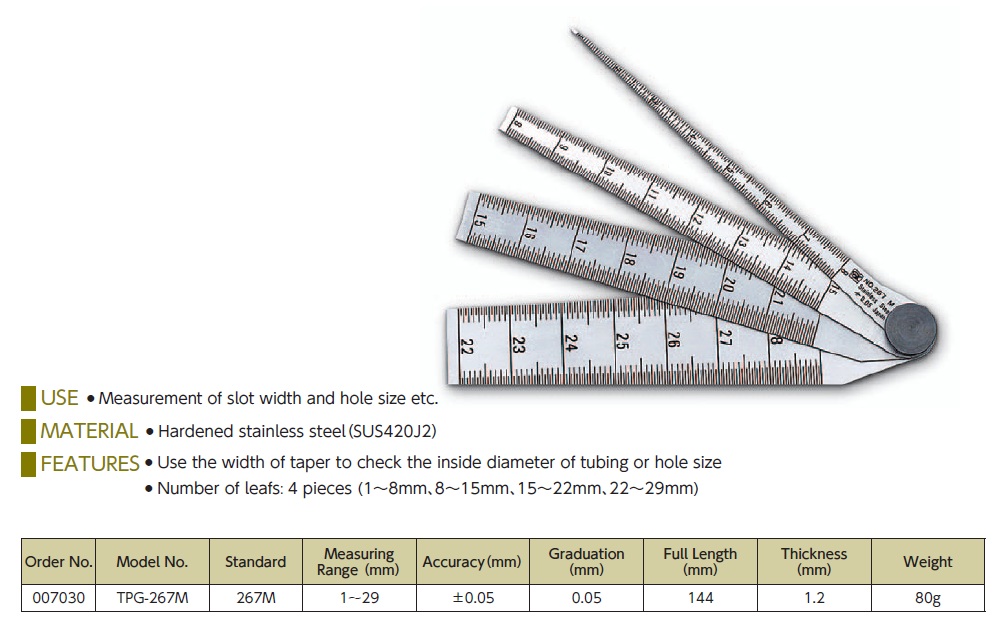 8 9 10 11 12 13 14 15
15 16 17 18 19 20 21
22 23 24 25 26 27
NO.267 M
USE ● Measurement of slot width and hole size etc.
MATERIAL ● Hardened stainless steel (SUS420J2)
FEATURES ● Use the width of taper to check the inside diameter of tubing or hole size
● Number of leafs: 4 pieces (1～8mm、8～15mm、15～22mm、22～29mm)
Order No. Model No. Standard Measuring Range (mm) Accuracy (mm) Graduation (mm) Full Length (mm) Thickness (mm) Weight
007030 TPG-267M 267M 1～29 ±0.05 0.05 144 1.2 80g